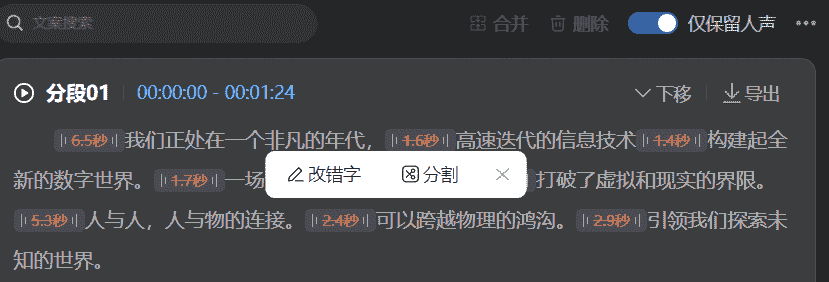 文案搜索 合并 删除 仅保留人声
分段01 00:00:00 - 00:01:24 下移 导出
6.5秒 我们正处在一个非凡的年代， 1.6秒 高速迭代的信息技术 1.4秒 构建起全
新的数字世界。 1.7秒 一场 打破了虚拟和现实的界限。
改错字 分割
5.3秒 人与人，人与物的连接。 2.4秒 可以跨越物理的鸿沟。 2.9秒 引领我们探索未
知的世界。